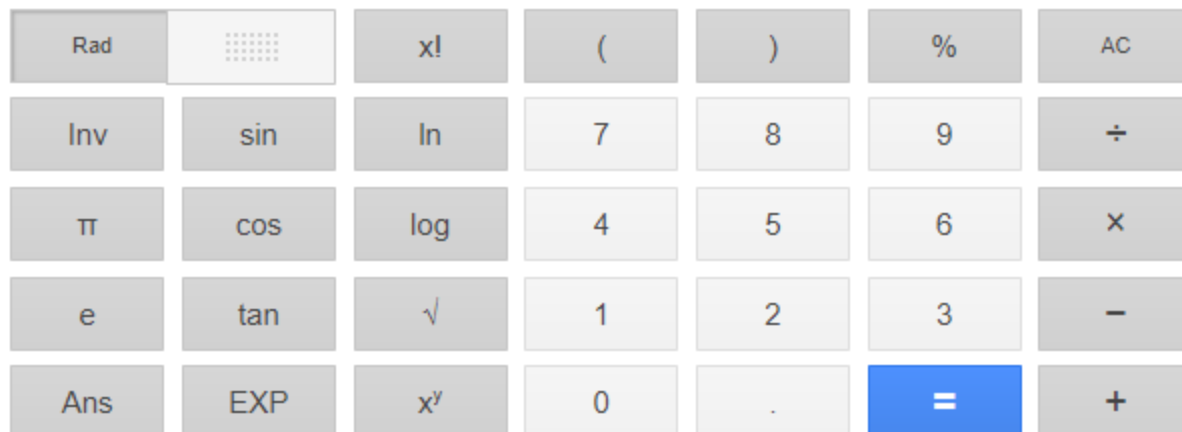 Rad x! ( ) % AC
Inv sin ln 7 8 9 ÷
π cos log 4 5 6 ×
e tan √ 1 2 3 −
Ans EXP xʸ 0 . = +